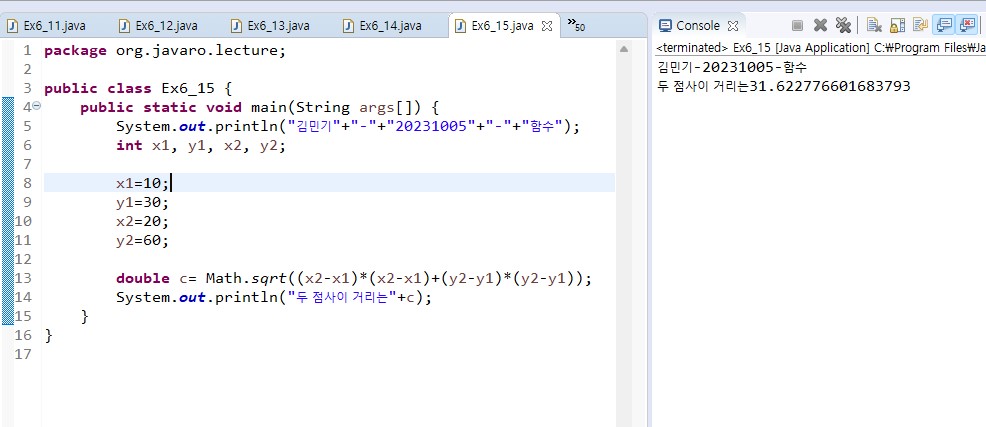 Ex6_11.java Ex6_12.java Ex6_13.java Ex6_14.java Ex6_15.java »50
1 package org.javaro.lecture;
2
3 public class Ex6_15 {
4 public static void main(String args[]) {
5 System.out.println("김민기"+"-"+"20231005"+"-"+"함수");
6 int x1, y1, x2, y2;
7
8 x1=10;
9 y1=30;
10 x2=20;
11 y2=60;
12
13 double c= Math.sqrt((x2-x1)*(x2-x1)+(y2-y1)*(y2-y1));
14 System.out.println("두 점사이 거리는"+c);
15 }
16 }
17
Console
<terminated> Ex6_15 [Java Application] C:₩Program Files₩Ja
김민기-20231005-함수
두 점사이 거리는31.622776601683793